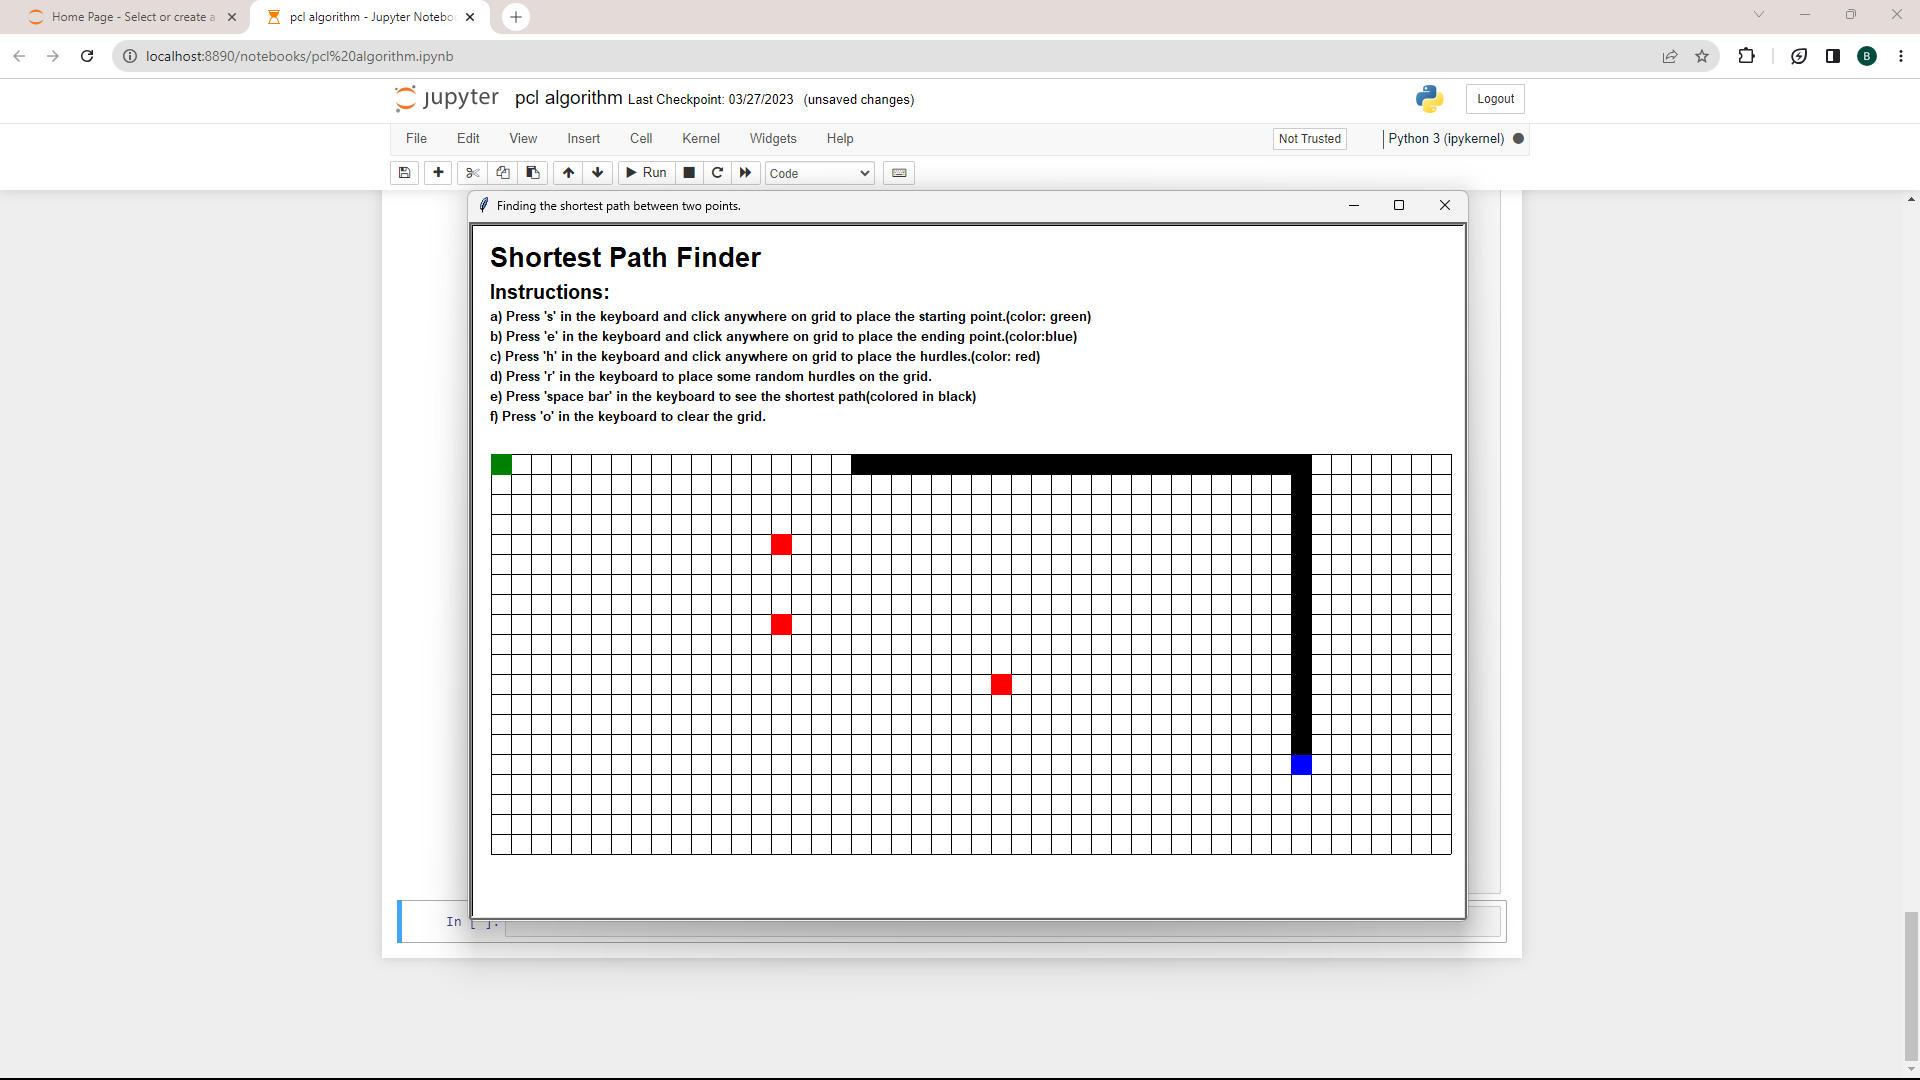 Home Page - Select or create a
pcl algorithm - Jupyter Noteboo
localhost:8890/notebooks/pcl%20algorithm.ipynb
B
jupyter pcl algorithm Last Checkpoint: 03/27/2023 (unsaved changes)
Logout
File Edit View Insert Cell Kernel Widgets Help
Not Trusted
Python 3 (ipykernel)
Run
Code
Finding the shortest path between two points.
Shortest Path Finder
Instructions:
a) Press 's' in the keyboard and click anywhere on grid to place the starting point.(color: green)
b) Press 'e' in the keyboard and click anywhere on grid to place the ending point.(color:blue)
c) Press 'h' in the keyboard and click anywhere on grid to place the hurdles.(color: red)
d) Press 'r' in the keyboard to place some random hurdles on the grid.
e) Press 'space bar' in the keyboard to see the shortest path(colored in black)
f) Press 'o' in the keyboard to clear the grid.
In [ ]: